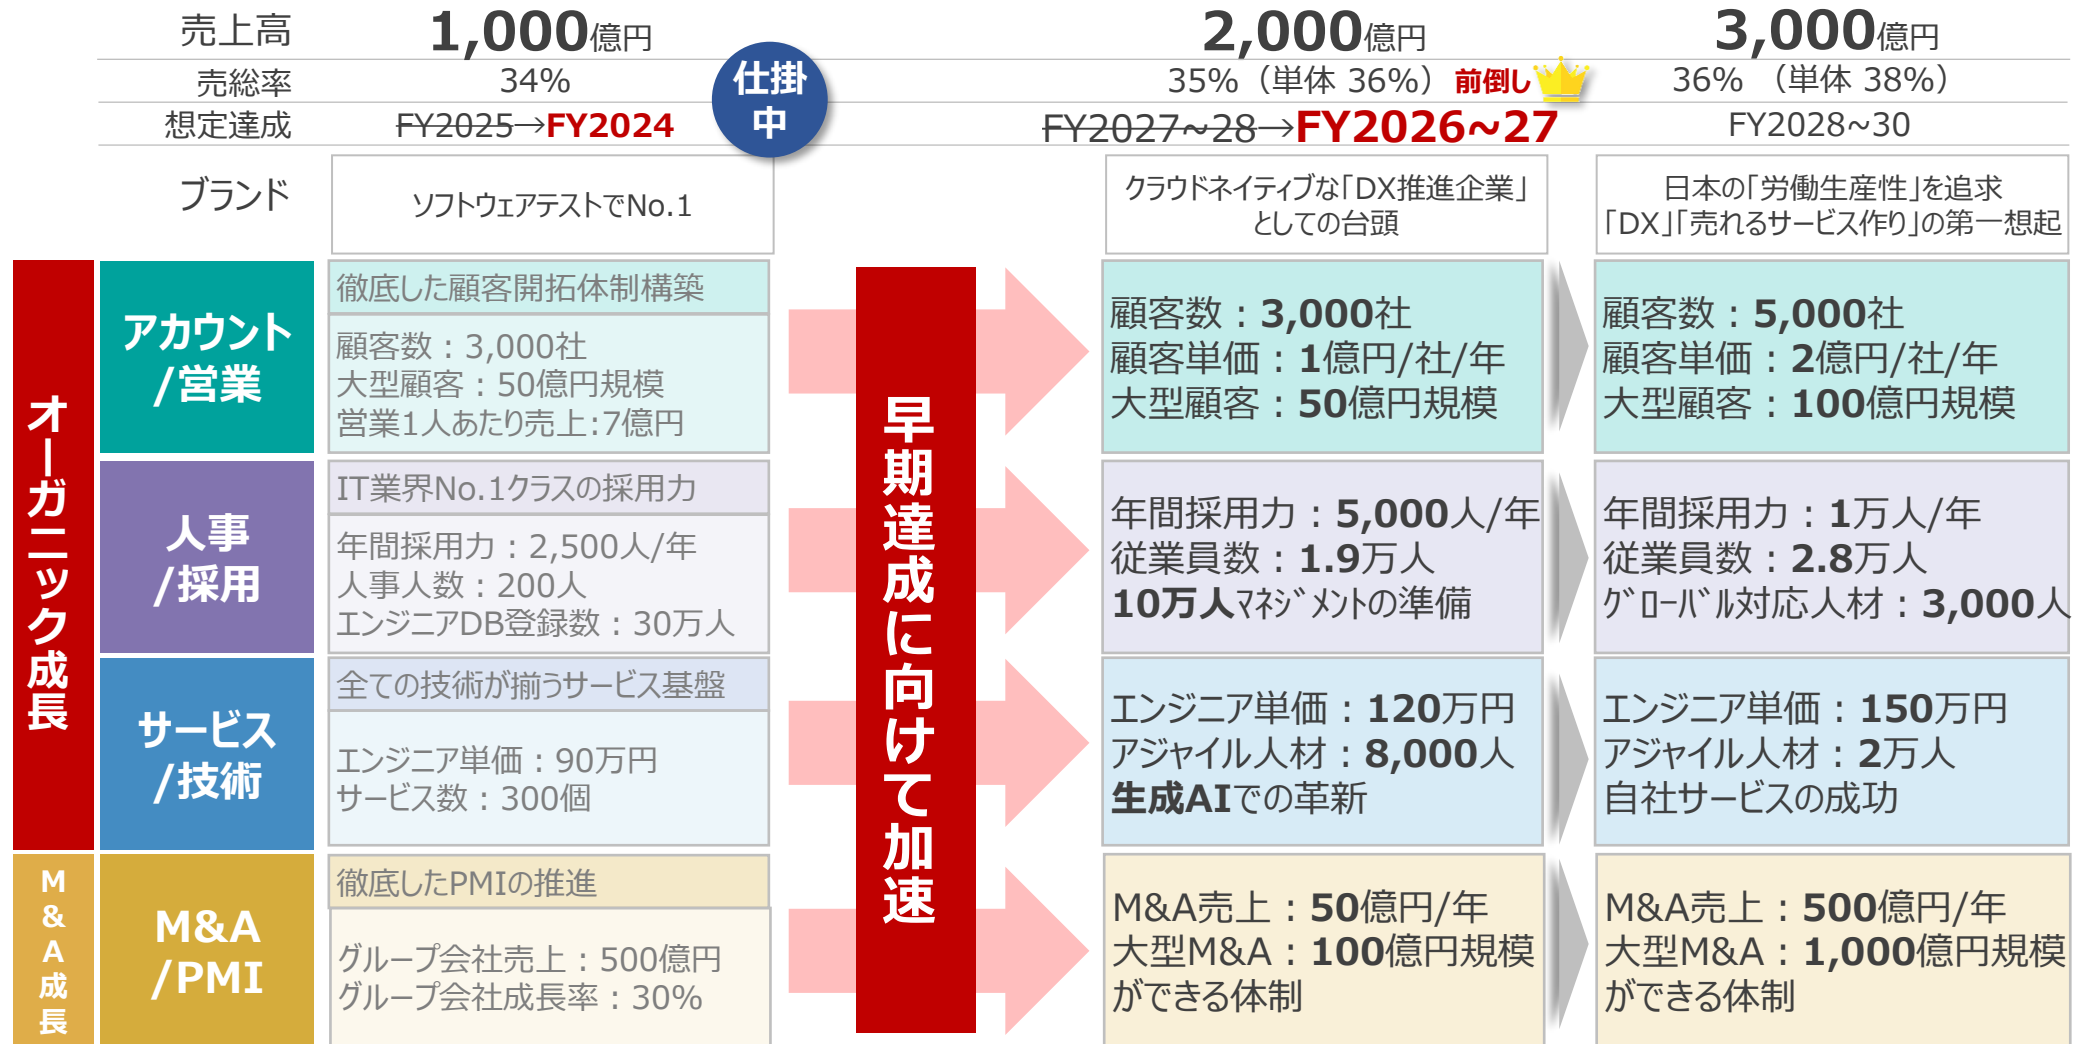 売上高
1,000億円
2,000億円
3,000億円
売総率
34%
35%（単体 36%）前倒し
36% （単体 38%）
想定達成
FY2025→FY2024
FY2027~28→FY2026~27
FY2028~30
仕掛
中
ブランド
ソフトウェアテストでNo.1
クラウドネイティブな「DX推進企業」
としての台頭
日本の「労働生産性」を追求
「DX」「売れるサービス作り」の第一想起
オーガニック成長
アカウント
/営業
徹底した顧客開拓体制構築
顧客数：3,000社
大型顧客：50億円規模
営業1人あたり売上:7億円
早期達成に向けて加速
顧客数：3,000社
顧客単価：1億円/社/年
大型顧客：50億円規模
顧客数：5,000社
顧客単価：2億円/社/年
大型顧客：100億円規模
人事
/採用
IT業界No.1クラスの採用力
年間採用力：2,500人/年
人事人数：200人
エンジニアDB登録数：30万人
年間採用力：5,000人/年
従業員数：1.9万人
10万人ﾏﾈｼﾞﾒﾝﾄの準備
年間採用力：1万人/年
従業員数：2.8万人
ｸﾞﾛｰﾊﾞﾙ対応人材：3,000人
サービス
/技術
全ての技術が揃うサービス基盤
エンジニア単価：90万円
サービス数：300個
エンジニア単価：120万円
アジャイル人材：8,000人
生成AIでの革新
エンジニア単価：150万円
アジャイル人材：2万人
自社サービスの成功
M&A成長
M&A
/PMI
徹底したPMIの推進
グループ会社売上：500億円
グループ会社成長率：30%
M&A売上：50億円/年
大型M&A：100億円規模
ができる体制
M&A売上：500億円/年
大型M&A：1,000億円規模
ができる体制